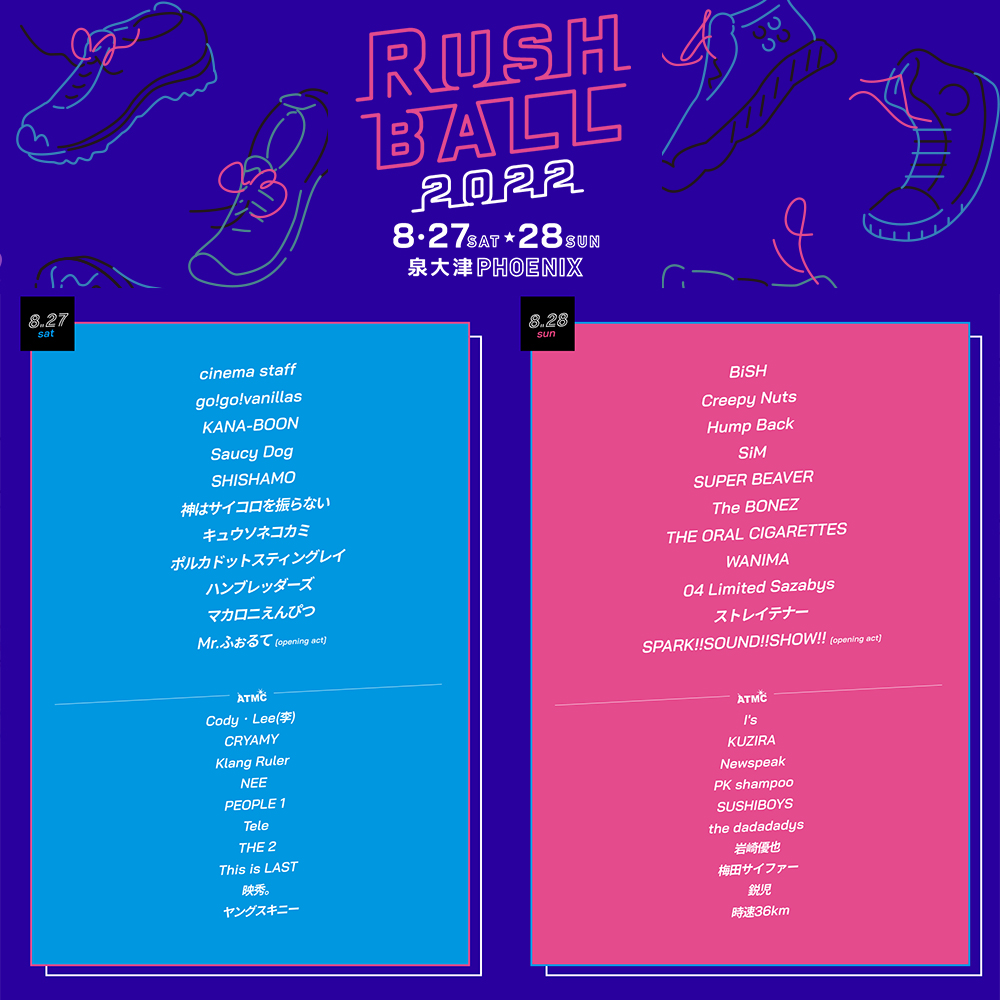 RUSH
BALL
2022
8・27SAT★28SUN
泉大津PHOENIX
8.27
sat
cinema staff
go!go!vanillas
KANA-BOON
Saucy Dog
SHISHAMO
神はサイコロを振らない
キュウソネコカミ
ポルカドットスティングレイ
ハンブレッダーズ
マカロニえんぴつ
Mr.ふぉるて (opening act)
ATMC
Cody・Lee(李)
CRYAMY
Klang Ruler
NEE
PEOPLE 1
Tele
THE 2
This is LAST
映秀。
ヤングスキニー
8.28
sun
BiSH
Creepy Nuts
Hump Back
SiM
SUPER BEAVER
The BONEZ
THE ORAL CIGARETTES
WANIMA
04 Limited Sazabys
ストレイテナー
SPARK!!SOUND!!SHOW!! (opening act)
ATMC
I's
KUZIRA
Newspeak
PK shampoo
SUSHIBOYS
the dadadadys
岩崎優也
梅田サイファー
鋭児
時速36km